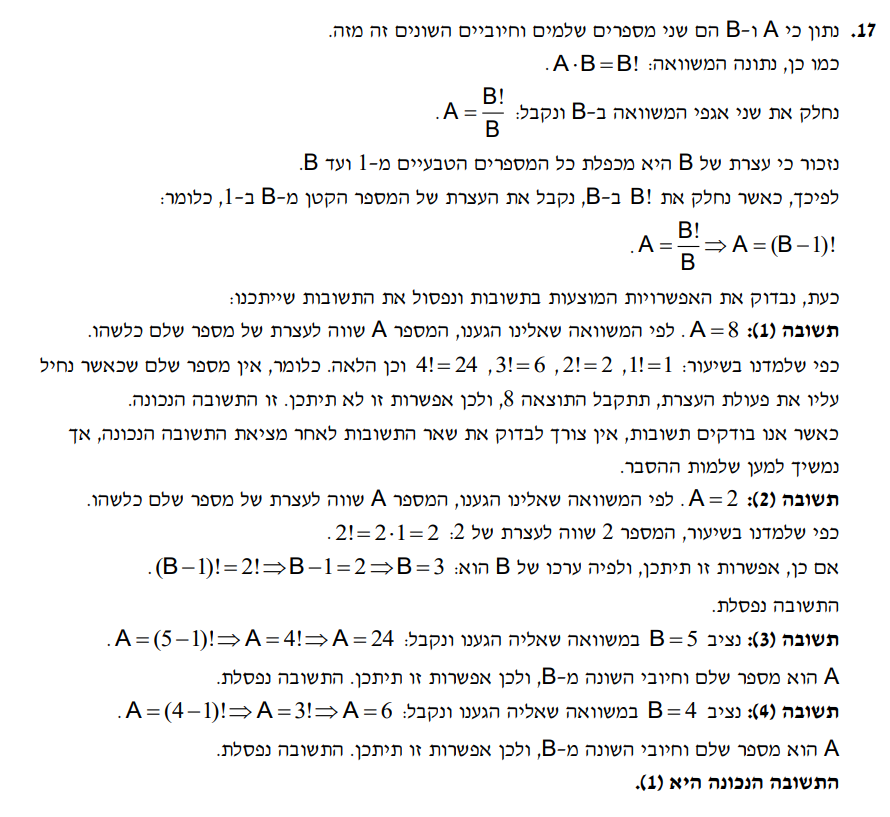 17. נתון כי A ו-B הם שני מספרים שלמים וחיוביים השונים זה מזה.
כמו כן, נתונה המשוואה: A·B=B!.
נחלק את שני אגפי המשוואה ב-B ונקבל: A=B!/B.
נזכור כי עצרת של B היא מכפלת כל המספרים הטבעיים מ-1 ועד B.
לפיכך, כאשר נחלק את B! ב-B, נקבל את העצרת של המספר הקטן מ-B ב-1, כלומר:
A=B!/B⇒A=(B−1)!.
כעת, נבדוק את האפשרויות המוצעות בתשובות ונפסול את התשובות שייתכנו:
תשובה (1): A=8. לפי המשוואה שאלינו הגענו, המספר A שווה לעצרת של מספר שלם כלשהו.
כפי שלמדנו בשיעור: 1!=1, 2!=2, 3!=6, 4!=24 וכן הלאה. כלומר, אין מספר שלם שכאשר נחיל
עליו את פעולת העצרת, תתקבל התוצאה 8, ולכן אפשרות זו לא תיתכן. זו התשובה הנכונה.
כאשר אנו בודקים תשובות, אין צורך לבדוק את שאר התשובות לאחר מציאת התשובה הנכונה, אך
נמשיך למען שלמות ההסבר.
תשובה (2): A=2. לפי המשוואה שאלינו הגענו, המספר A שווה לעצרת של מספר שלם כלשהו.
כפי שלמדנו בשיעור, המספר 2 שווה לעצרת של 2: 2!=2·1=2.
אם כן, אפשרות זו תיתכן, ולפיה ערכו של B הוא: (B−1)!=2!⇒B−1=2⇒B=3.
התשובה נפסלת.
תשובה (3): נציב B=5 במשוואה שאליה הגענו ונקבל: A=(5−1)!⇒A=4!⇒A=24.
A הוא מספר שלם וחיובי השונה מ-B, ולכן אפשרות זו תיתכן. התשובה נפסלת.
תשובה (4): נציב B=4 במשוואה שאליה הגענו ונקבל: A=(4−1)!⇒A=3!⇒A=6.
A הוא מספר שלם וחיובי השונה מ-B, ולכן אפשרות זו תיתכן. התשובה נפסלת.
התשובה הנכונה היא (1).